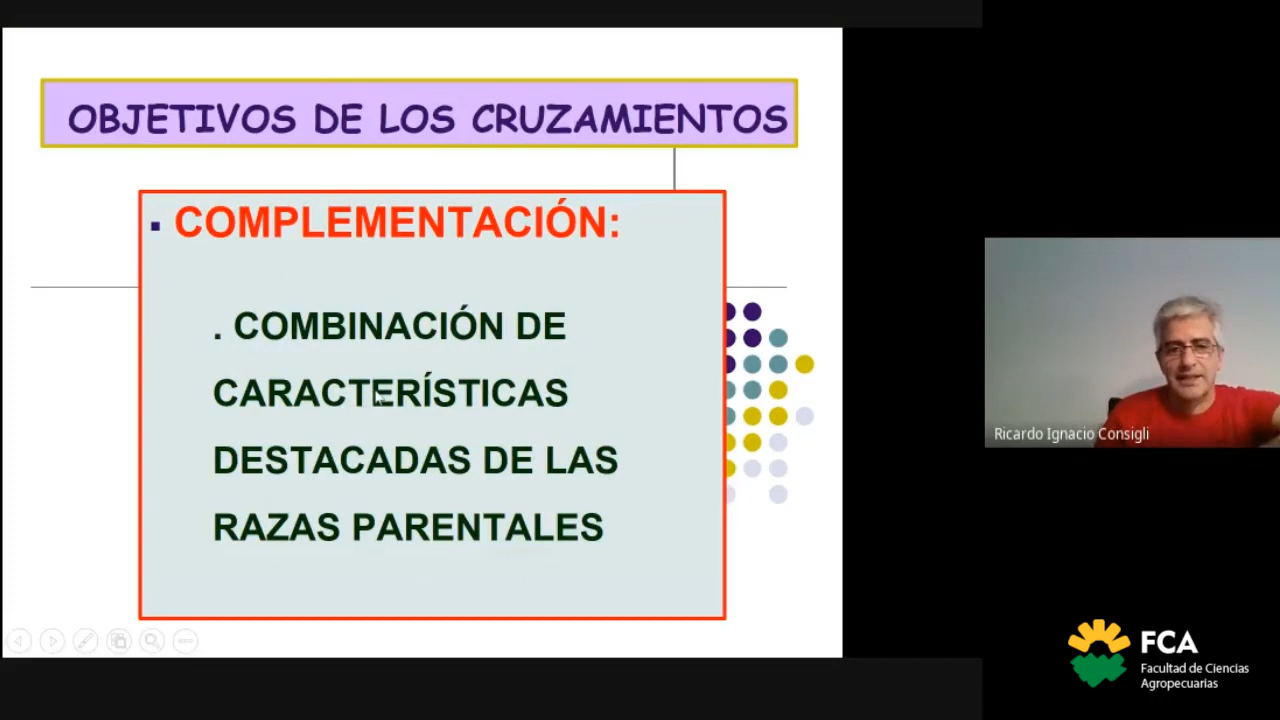 OBJETIVOS DE LOS CRUZAMIENTOS
COMPLEMENTACIÓN:
. COMBINACIÓN DE
CARACTERÍSTICAS
DESTACADAS DE LAS
RAZAS PARENTALES
Ricardo Ignacio Consigli
FCA
Facultad de Ciencias
Agropecuarias